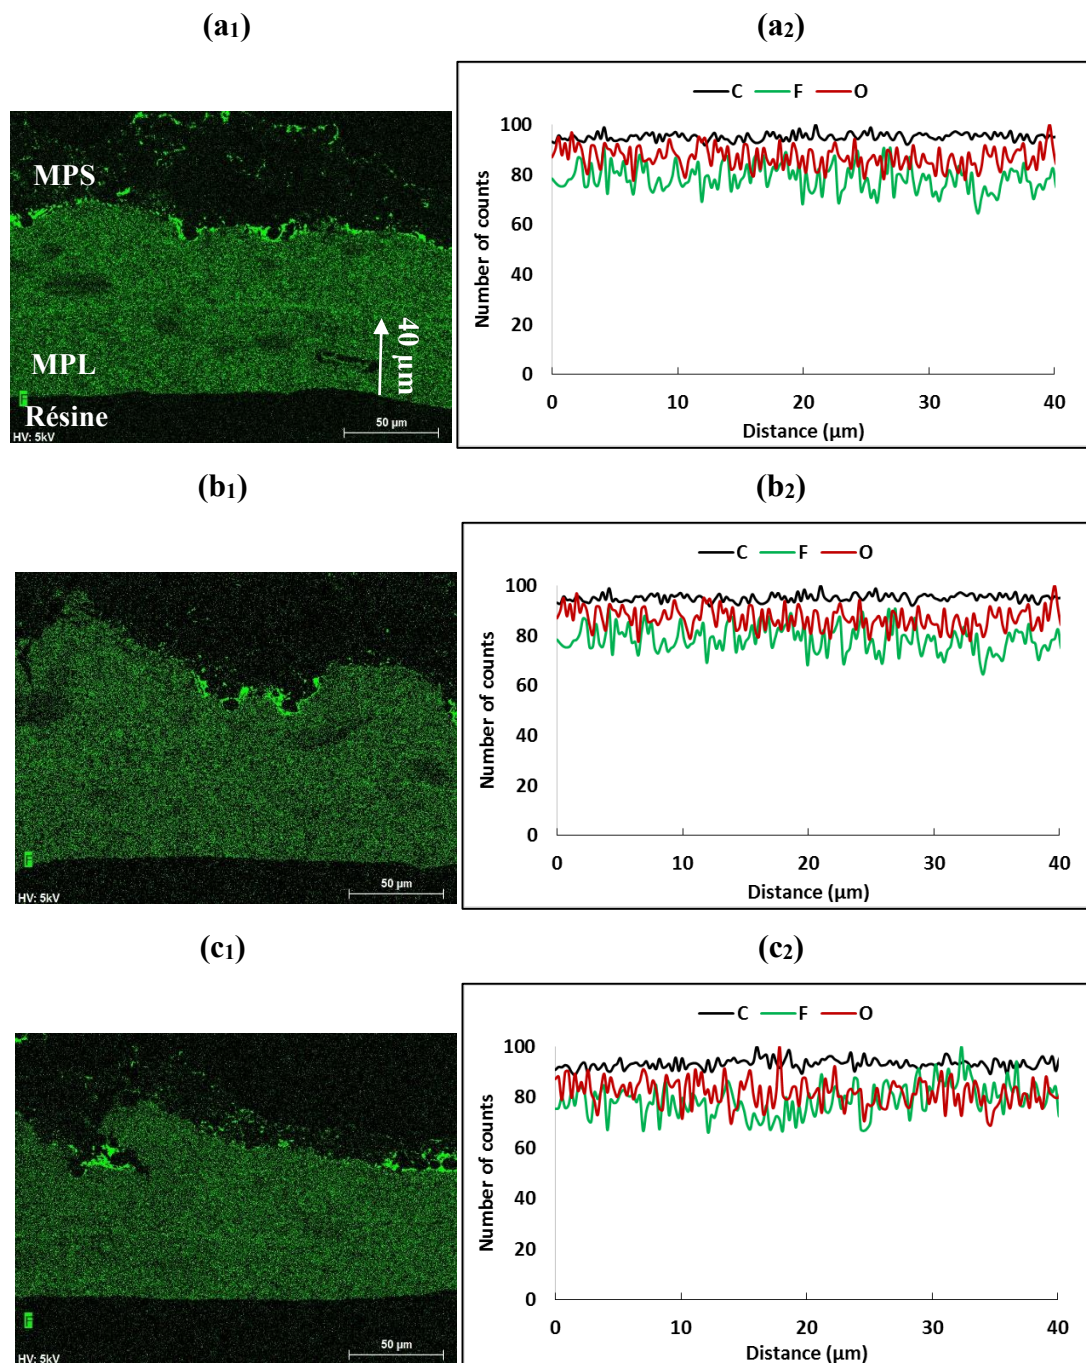 (a₁)
(a₂)
MPS
MPL
Résine
40 µm
F
HV: 5kV
50 µm
C F O
Number of counts
100
80
60
40
20
0
0 10 20 30 40
Distance (µm)
(b₁)
(b₂)
F
HV: 5kV
50 µm
C F O
Number of counts
100
80
60
40
20
0
0 10 20 30 40
Distance (µm)
(c₁)
(c₂)
F
HV: 5kV
50 µm
C F O
Number of counts
100
80
60
40
20
0
0 10 20 30 40
Distance (µm)